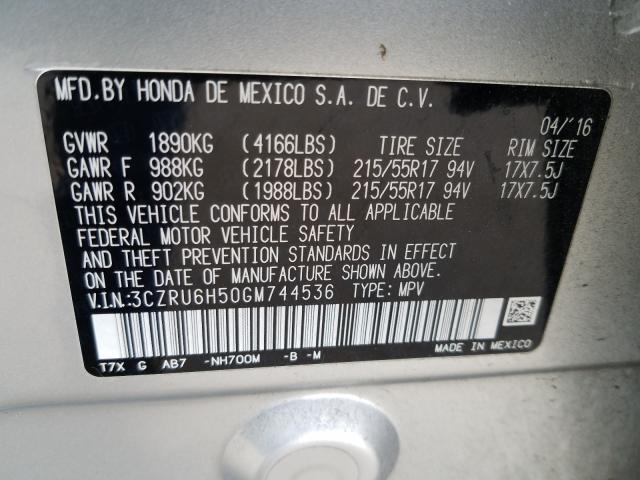 MFD. BY HONDA DE MEXICO S.A. DE C.V.
04/'16
GVWR 1890KG (4166LBS) TIRE SIZE RIM SIZE
GAWR F 988KG (2178LBS) 215/55R17 94V 17X7.5J
GAWR R 902KG (1988LBS) 215/55R17 94V 17X7.5J
THIS VEHICLE CONFORMS TO ALL APPLICABLE
FEDERAL MOTOR VEHICLE SAFETY
AND THEFT PREVENTION STANDARDS IN EFFECT
ON THE DATE OF MANUFACTURE SHOWN ABOVE.
V.I.N:3CZRU6H50GM744536 TYPE: MPV
T7X G AB7 -NH700M -B -M MADE IN MEXICO